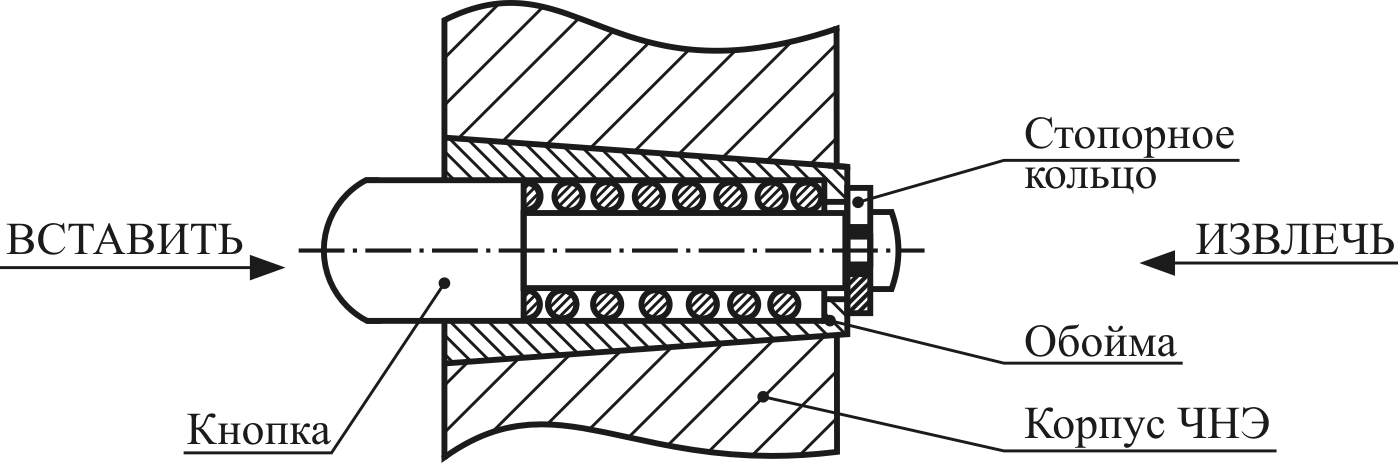 Стопорное
кольцо
ВСТАВИТЬ
ИЗВЛЕЧЬ
Обойма
Кнопка
Корпус ЧНЭ